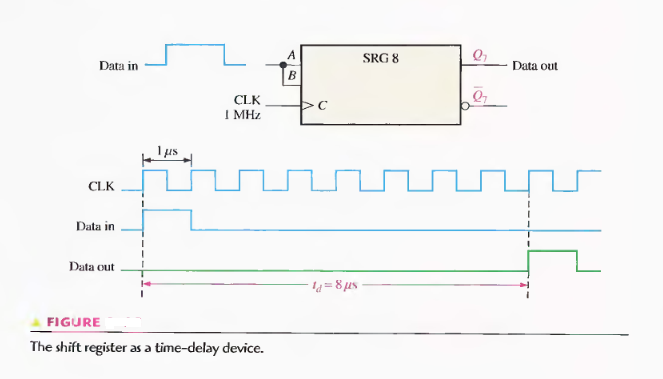 Data in
A
B
SRG 8
Q7
Data out
CLK
1 MHz
C
Q̅7
1 μs
CLK
Data in
Data out
td = 8 μs
FIGURE
The shift register as a time-delay device.